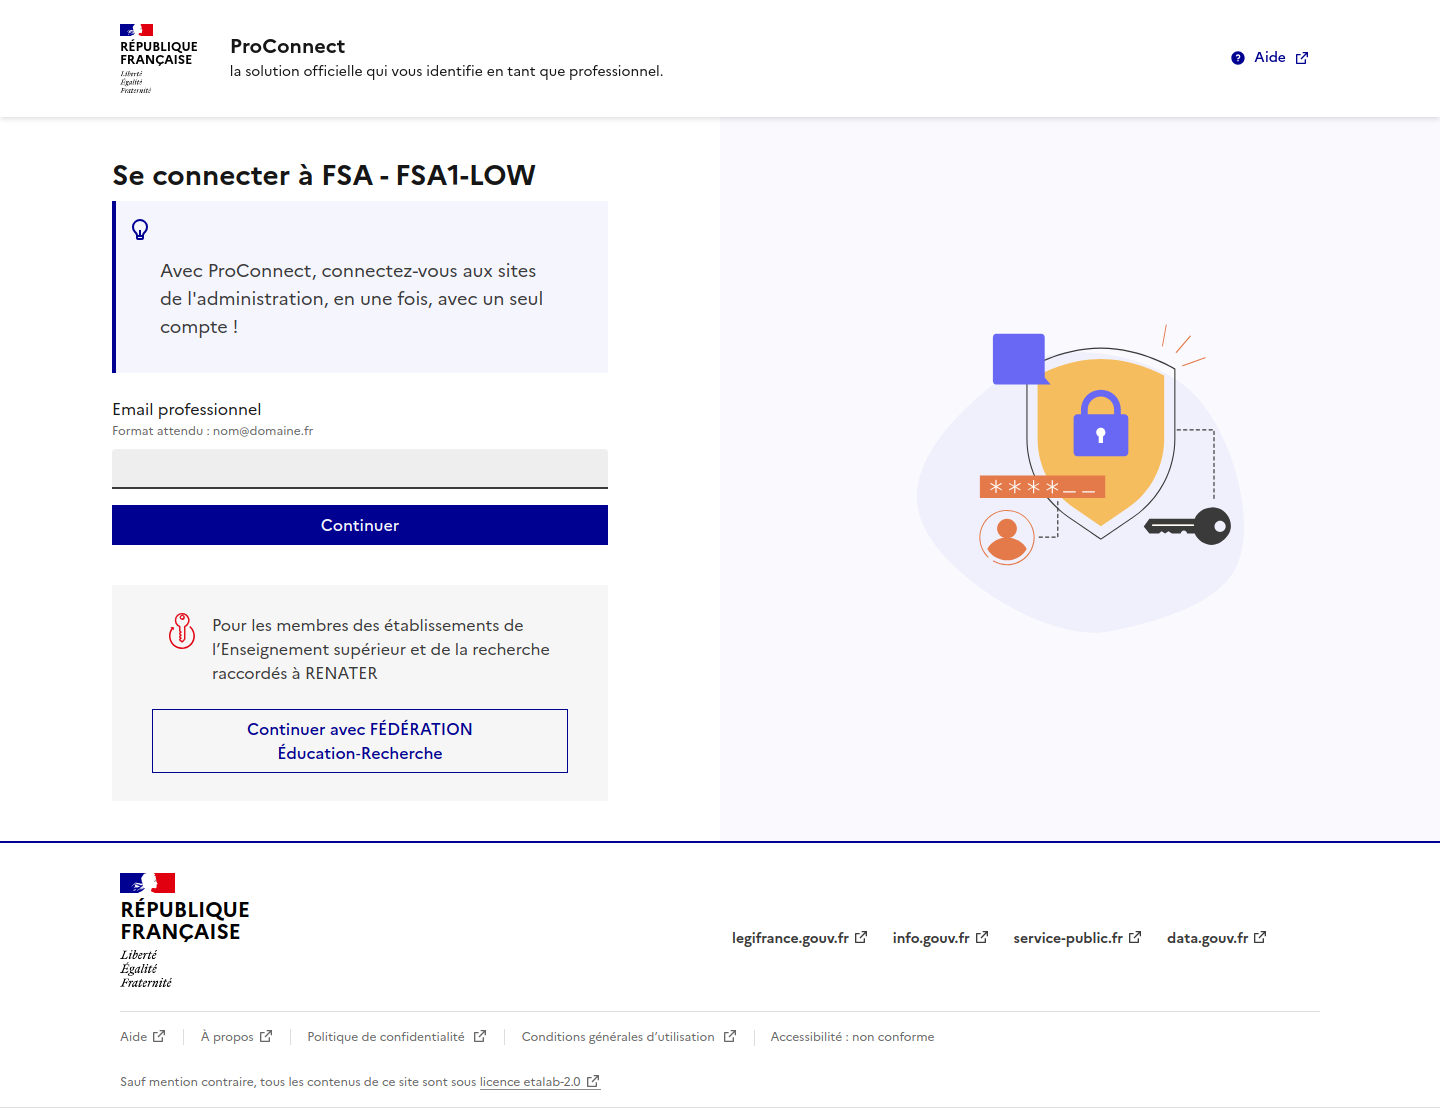 RÉPUBLIQUE
FRANÇAISE
Liberté
Égalité
Fraternité
ProConnect
la solution officielle qui vous identifie en tant que professionnel.
Aide
Se connecter à FSA - FSA1-LOW
Avec ProConnect, connectez-vous aux sites
de l'administration, en une fois, avec un seul
compte !
Email professionnel
Format attendu : nom@domaine.fr
Continuer
Pour les membres des établissements de
l’Enseignement supérieur et de la recherche
raccordés à RENATER
Continuer avec FÉDÉRATION
Éducation-Recherche
****__
RÉPUBLIQUE
FRANÇAISE
Liberté
Égalité
Fraternité
legifrance.gouv.fr info.gouv.fr service-public.fr data.gouv.fr
Aide À propos Politique de confidentialité Conditions générales d’utilisation Accessibilité : non conforme
Sauf mention contraire, tous les contenus de ce site sont sous licence etalab-2.0